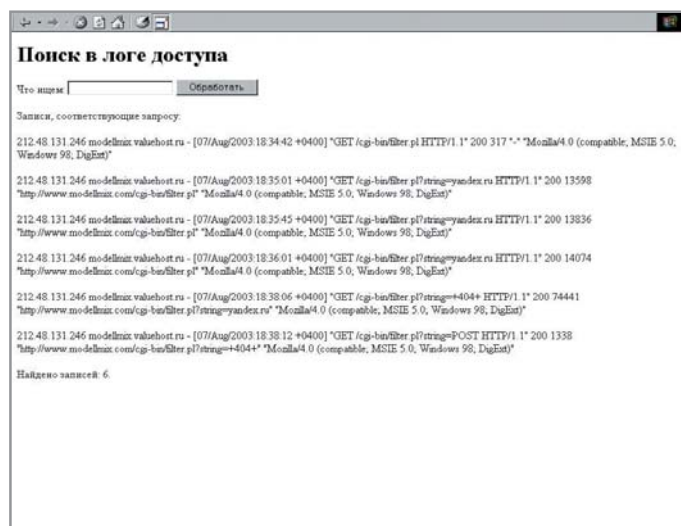 Поиск в логе доступа
Что ищем: Обработать
Записи, соответствующие запросу:
212.48.131.246 modellmix.valuehost.ru - [07/Aug/2003:18:34:42 +0400] "GET /cgi-bin/filter.pl HTTP/1.1" 200 317 "-" "Mozilla/4.0 (compatible; MSIE 5.0;
Windows 98; DigExt)"
212.48.131.246 modellmix.valuehost.ru - [07/Aug/2003:18:35:01 +0400] "GET /cgi-bin/filter.pl?string=yandex.ru HTTP/1.1" 200 13598
"http://www.modellmix.com/cgi-bin/filter.pl" "Mozilla/4.0 (compatible; MSIE 5.0; Windows 98; DigExt)"
212.48.131.246 modellmix.valuehost.ru - [07/Aug/2003:18:35:45 +0400] "GET /cgi-bin/filter.pl?string=yandex.ru HTTP/1.1" 200 13836
"http://www.modellmix.com/cgi-bin/filter.pl" "Mozilla/4.0 (compatible; MSIE 5.0; Windows 98; DigExt)"
212.48.131.246 modellmix.valuehost.ru - [07/Aug/2003:18:36:01 +0400] "GET /cgi-bin/filter.pl?string=yandex.ru HTTP/1.1" 200 14074
"http://www.modellmix.com/cgi-bin/filter.pl" "Mozilla/4.0 (compatible; MSIE 5.0; Windows 98; DigExt)"
212.48.131.246 modellmix.valuehost.ru - [07/Aug/2003:18:38:06 +0400] "GET /cgi-bin/filter.pl?string=+404+ HTTP/1.1" 200 74441
"http://www.modellmix.com/cgi-bin/filter.pl?string=yandex.ru" "Mozilla/4.0 (compatible; MSIE 5.0; Windows 98; DigExt)"
212.48.131.246 modellmix.valuehost.ru - [07/Aug/2003:18:38:12 +0400] "GET /cgi-bin/filter.pl?string=POST HTTP/1.1" 200 1338
"http://www.modellmix.com/cgi-bin/filter.pl?string=+404+" "Mozilla/4.0 (compatible; MSIE 5.0; Windows 98; DigExt)"
Найдено записей: 6.